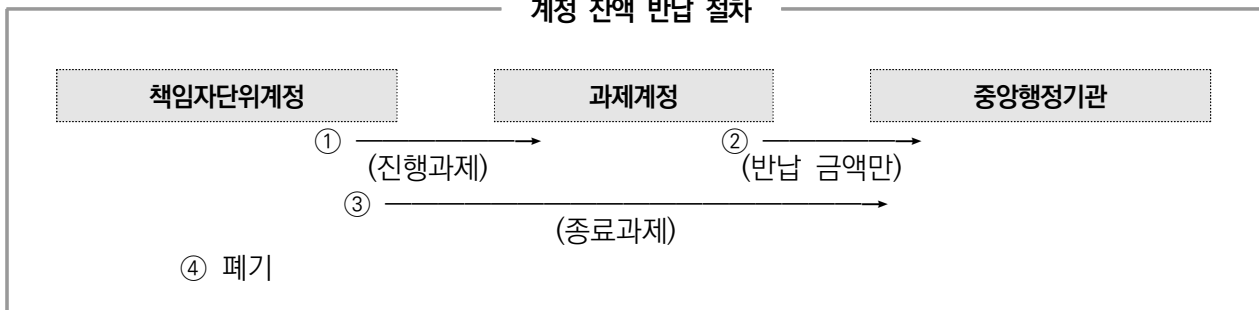 계정 잔액 반납 절차
책임자단위계정 과제계정 중앙행정기관
① ②
(진행과제) (반납 금액만)
③
(종료과제)
④ 폐기